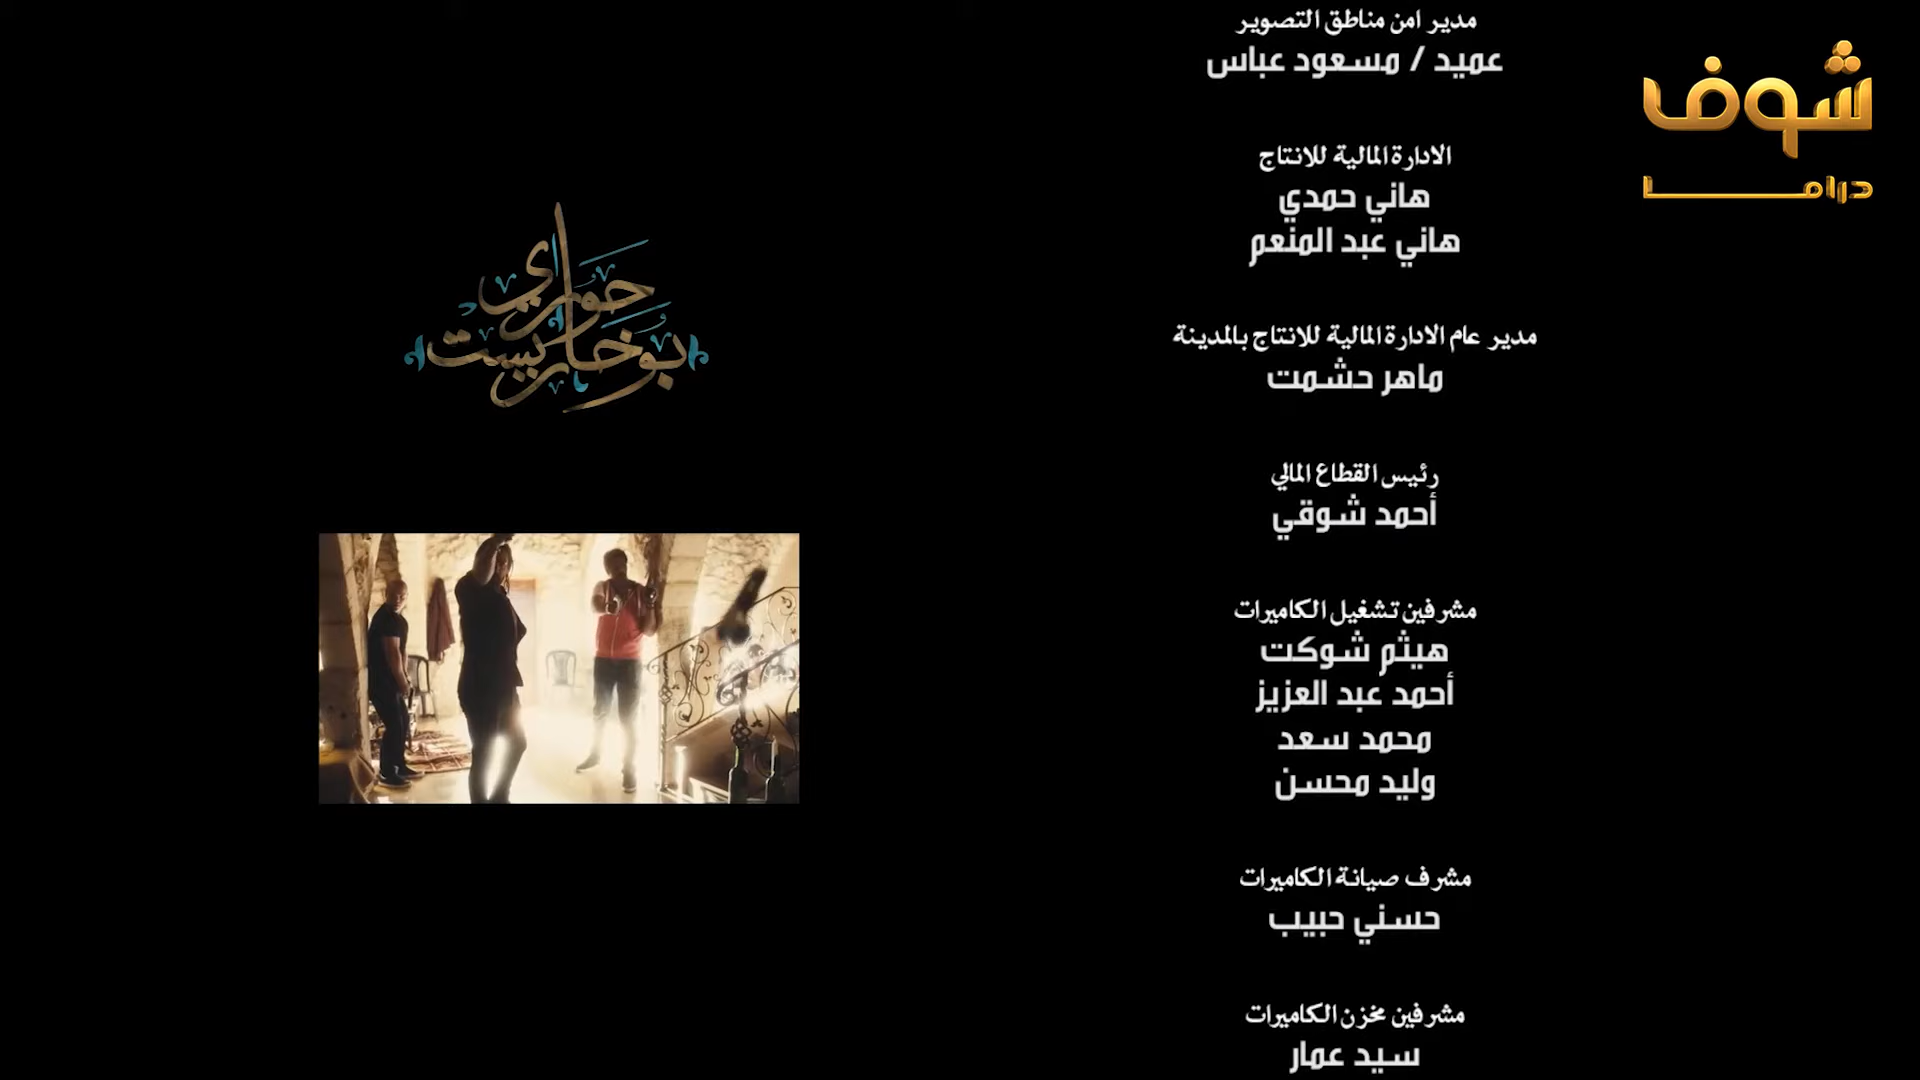 مدير امن مناطق التصوير
عميد / مسعود عباس
شوف
دراما
الادارة المالية للانتاج
هاني حمدي
هاني عبد المنعم
حواري
بوخاريست
مدير عام الادارة المالية للانتاج بالمدينة
ماهر حشمت
رئيس القطاع المالي
أحمد شوقي
مشرفين تشغيل الكاميرات
هيثم شوكت
أحمد عبد العزيز
محمد سعد
وليد محسن
مشرف صيانة الكاميرات
حسني حبيب
مشرفين مخزن الكاميرات
سيد عمار